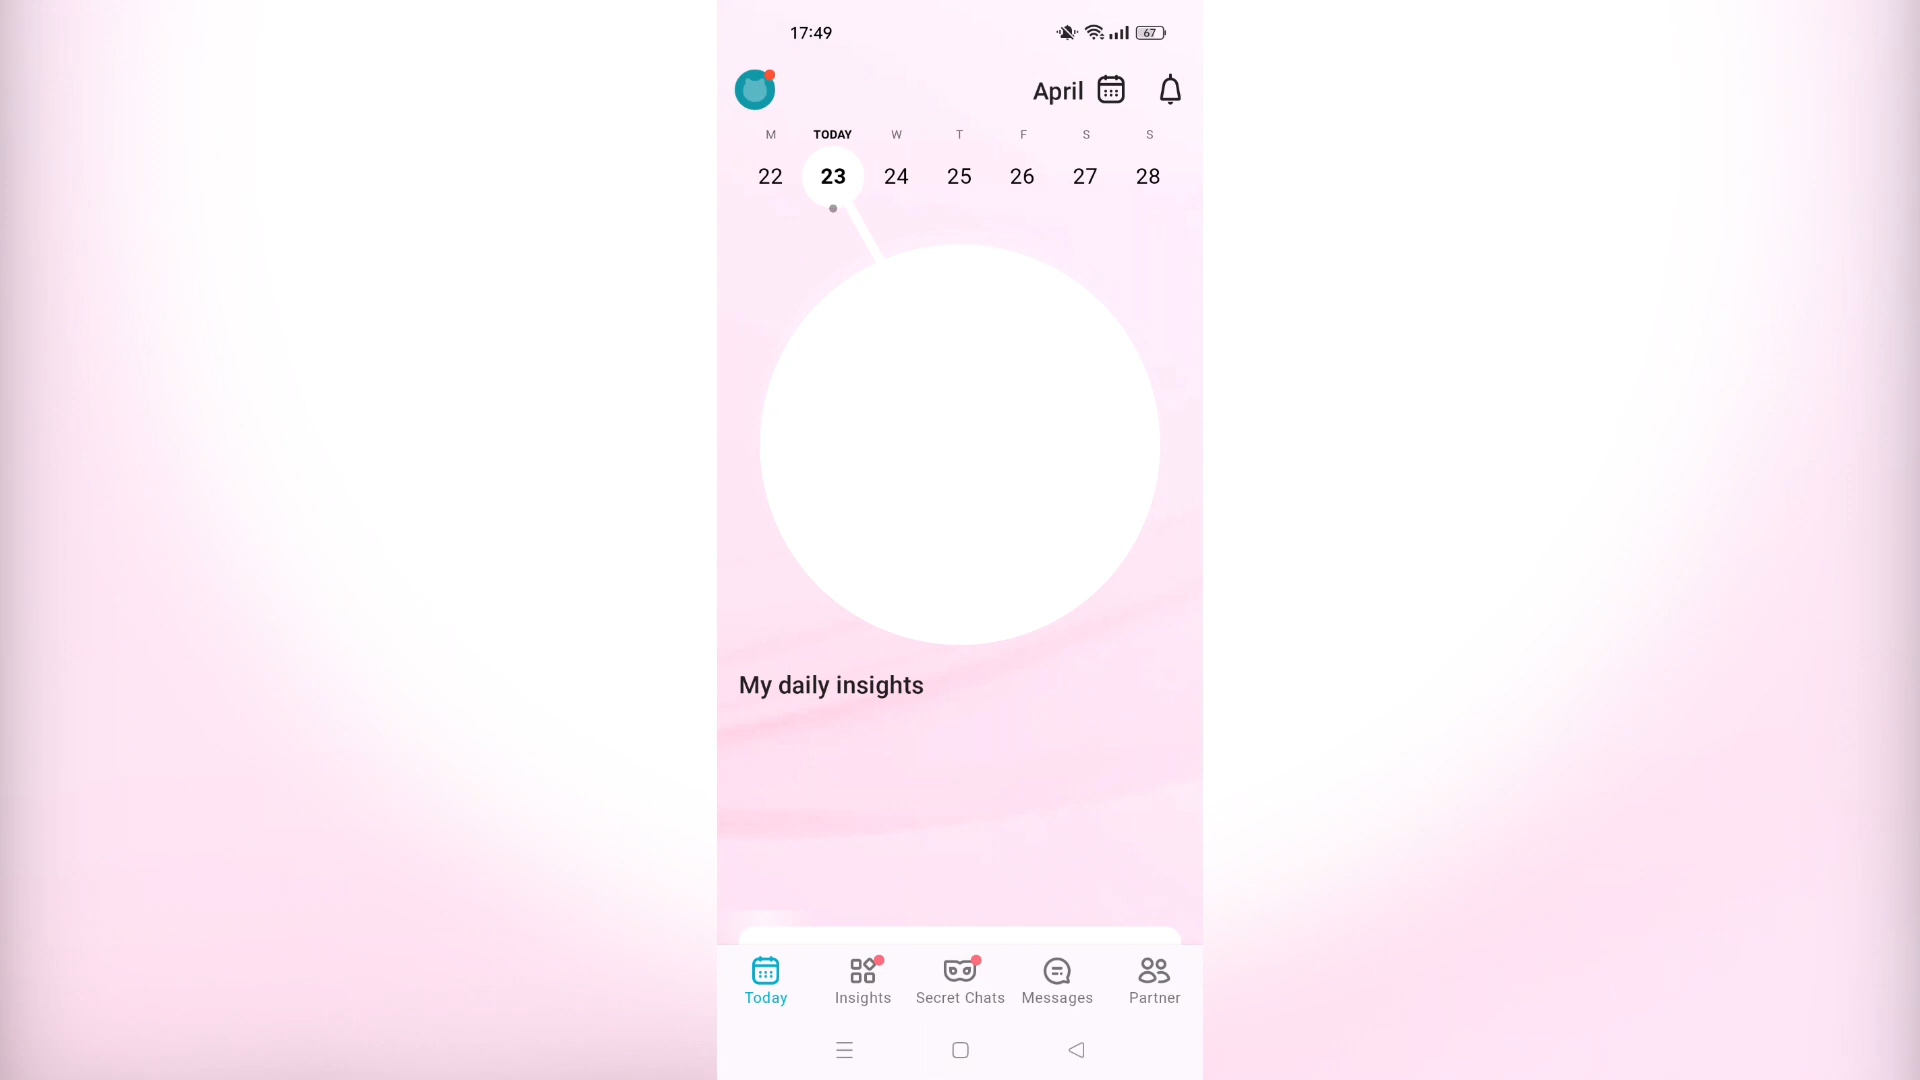 17:49
67
April
M TODAY W T F S S
22 23 24 25 26 27 28
My daily insights
Today Insights Secret Chats Messages Partner